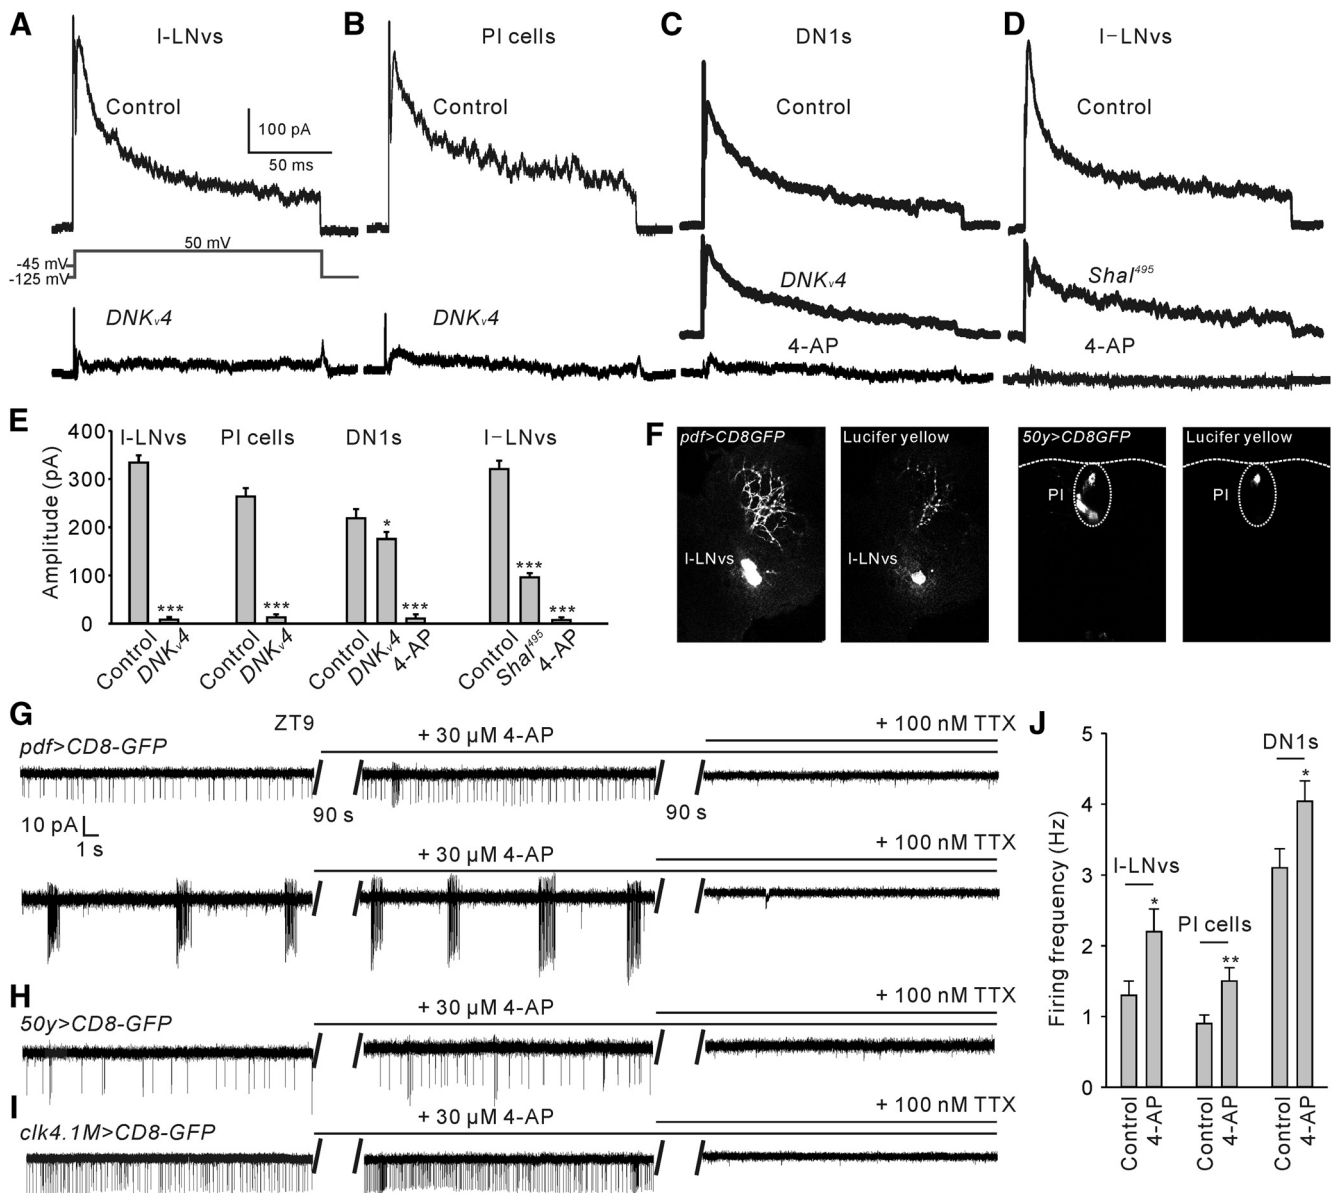 A
l-LNvs
Control
100 pA
50 ms
50 mV
-45 mV
-125 mV
DNKv4
B
PI cells
Control
DNKv4
C
DN1s
Control
DNKv4
4-AP
D
l-LNvs
Control
Shal495
4-AP
E
Amplitude (pA)
400
300
200
100
0
l-LNvs
PI cells
DN1s
l-LNvs
***
***
*
***
***
***
Control
DNKv4
Control
DNKv4
Control
DNKv4
4-AP
Control
Shal495
4-AP
F
pdf>CD8GFP
l-LNvs
Lucifer yellow
l-LNvs
50y>CD8GFP
PI
Lucifer yellow
PI
G
ZT9
pdf>CD8-GFP
+ 30 µM 4-AP
+ 100 nM TTX
90 s
90 s
10 pA
1 s
+ 30 µM 4-AP
+ 100 nM TTX
H
50y>CD8-GFP
+ 30 µM 4-AP
+ 100 nM TTX
I
clk4.1M>CD8-GFP
+ 30 µM 4-AP
+ 100 nM TTX
J
Firing frequency (Hz)
5
4
3
2
1
0
l-LNvs
*
PI cells
**
DN1s
*
Control
4-AP
Control
4-AP
Control
4-AP